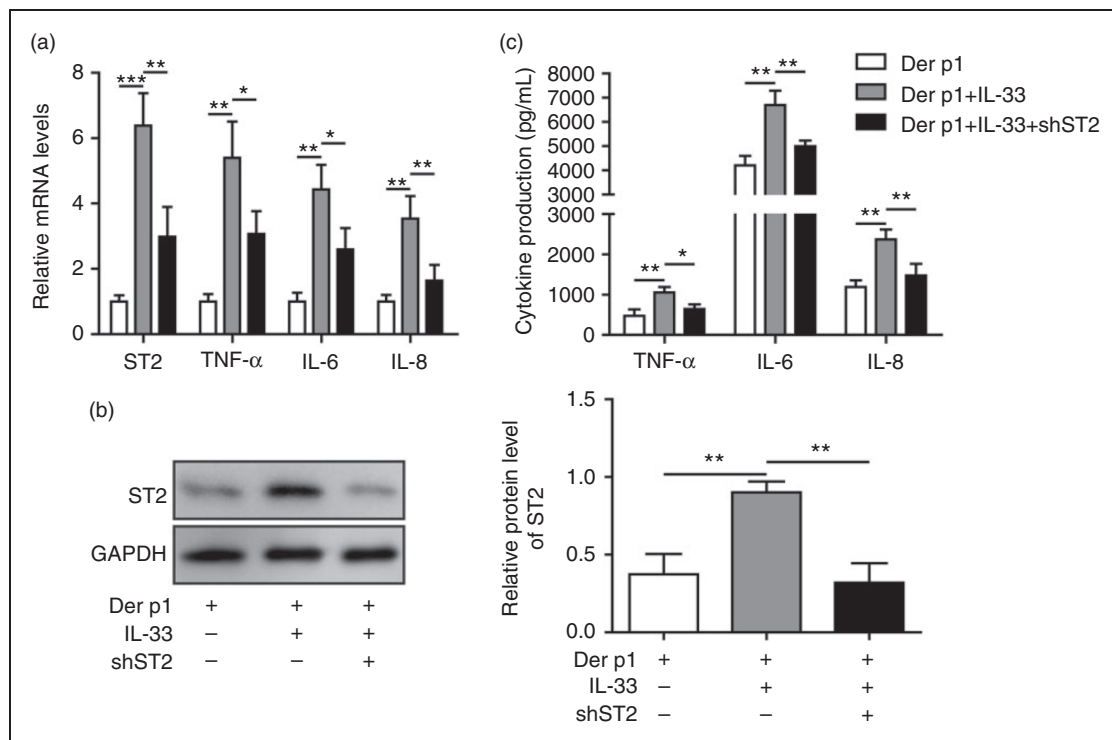 (a)
Relative mRNA levels
8
6
4
2
0
***
**
**
*
**
*
**
**
ST2
TNF-α
IL-6
IL-8
(c)
Cytokine production (pg/mL)
8000
7000
6000
5000
4000
3000
2000
1000
0
**
*
**
**
**
**
TNF-α
IL-6
IL-8
Der p1
Der p1+IL-33
Der p1+IL-33+shST2
(b)
ST2
GAPDH
Der p1 + + +
IL-33 – + +
shST2 – – +
Relative protein level
of ST2
1.5
1.0
0.5
0.0
**
**
Der p1 + + +
IL-33 – + +
shST2 – – +